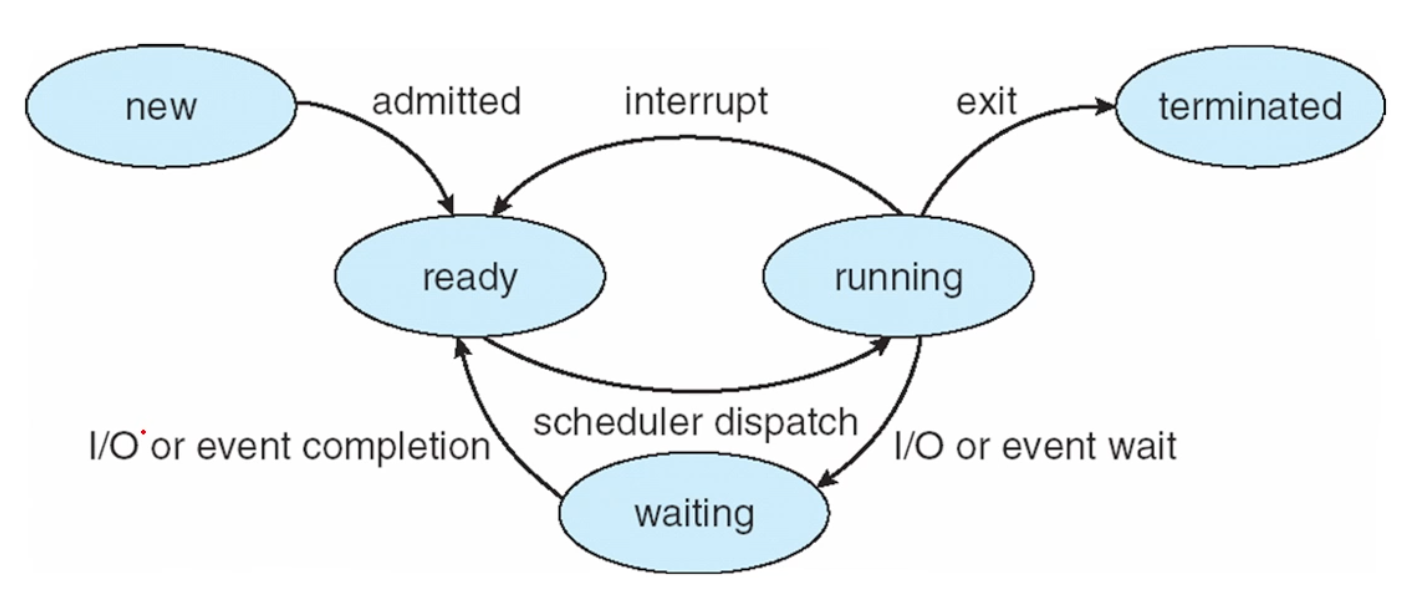 new
admitted
interrupt
exit
terminated
ready
running
scheduler dispatch
I/O or event completion
I/O or event wait
waiting